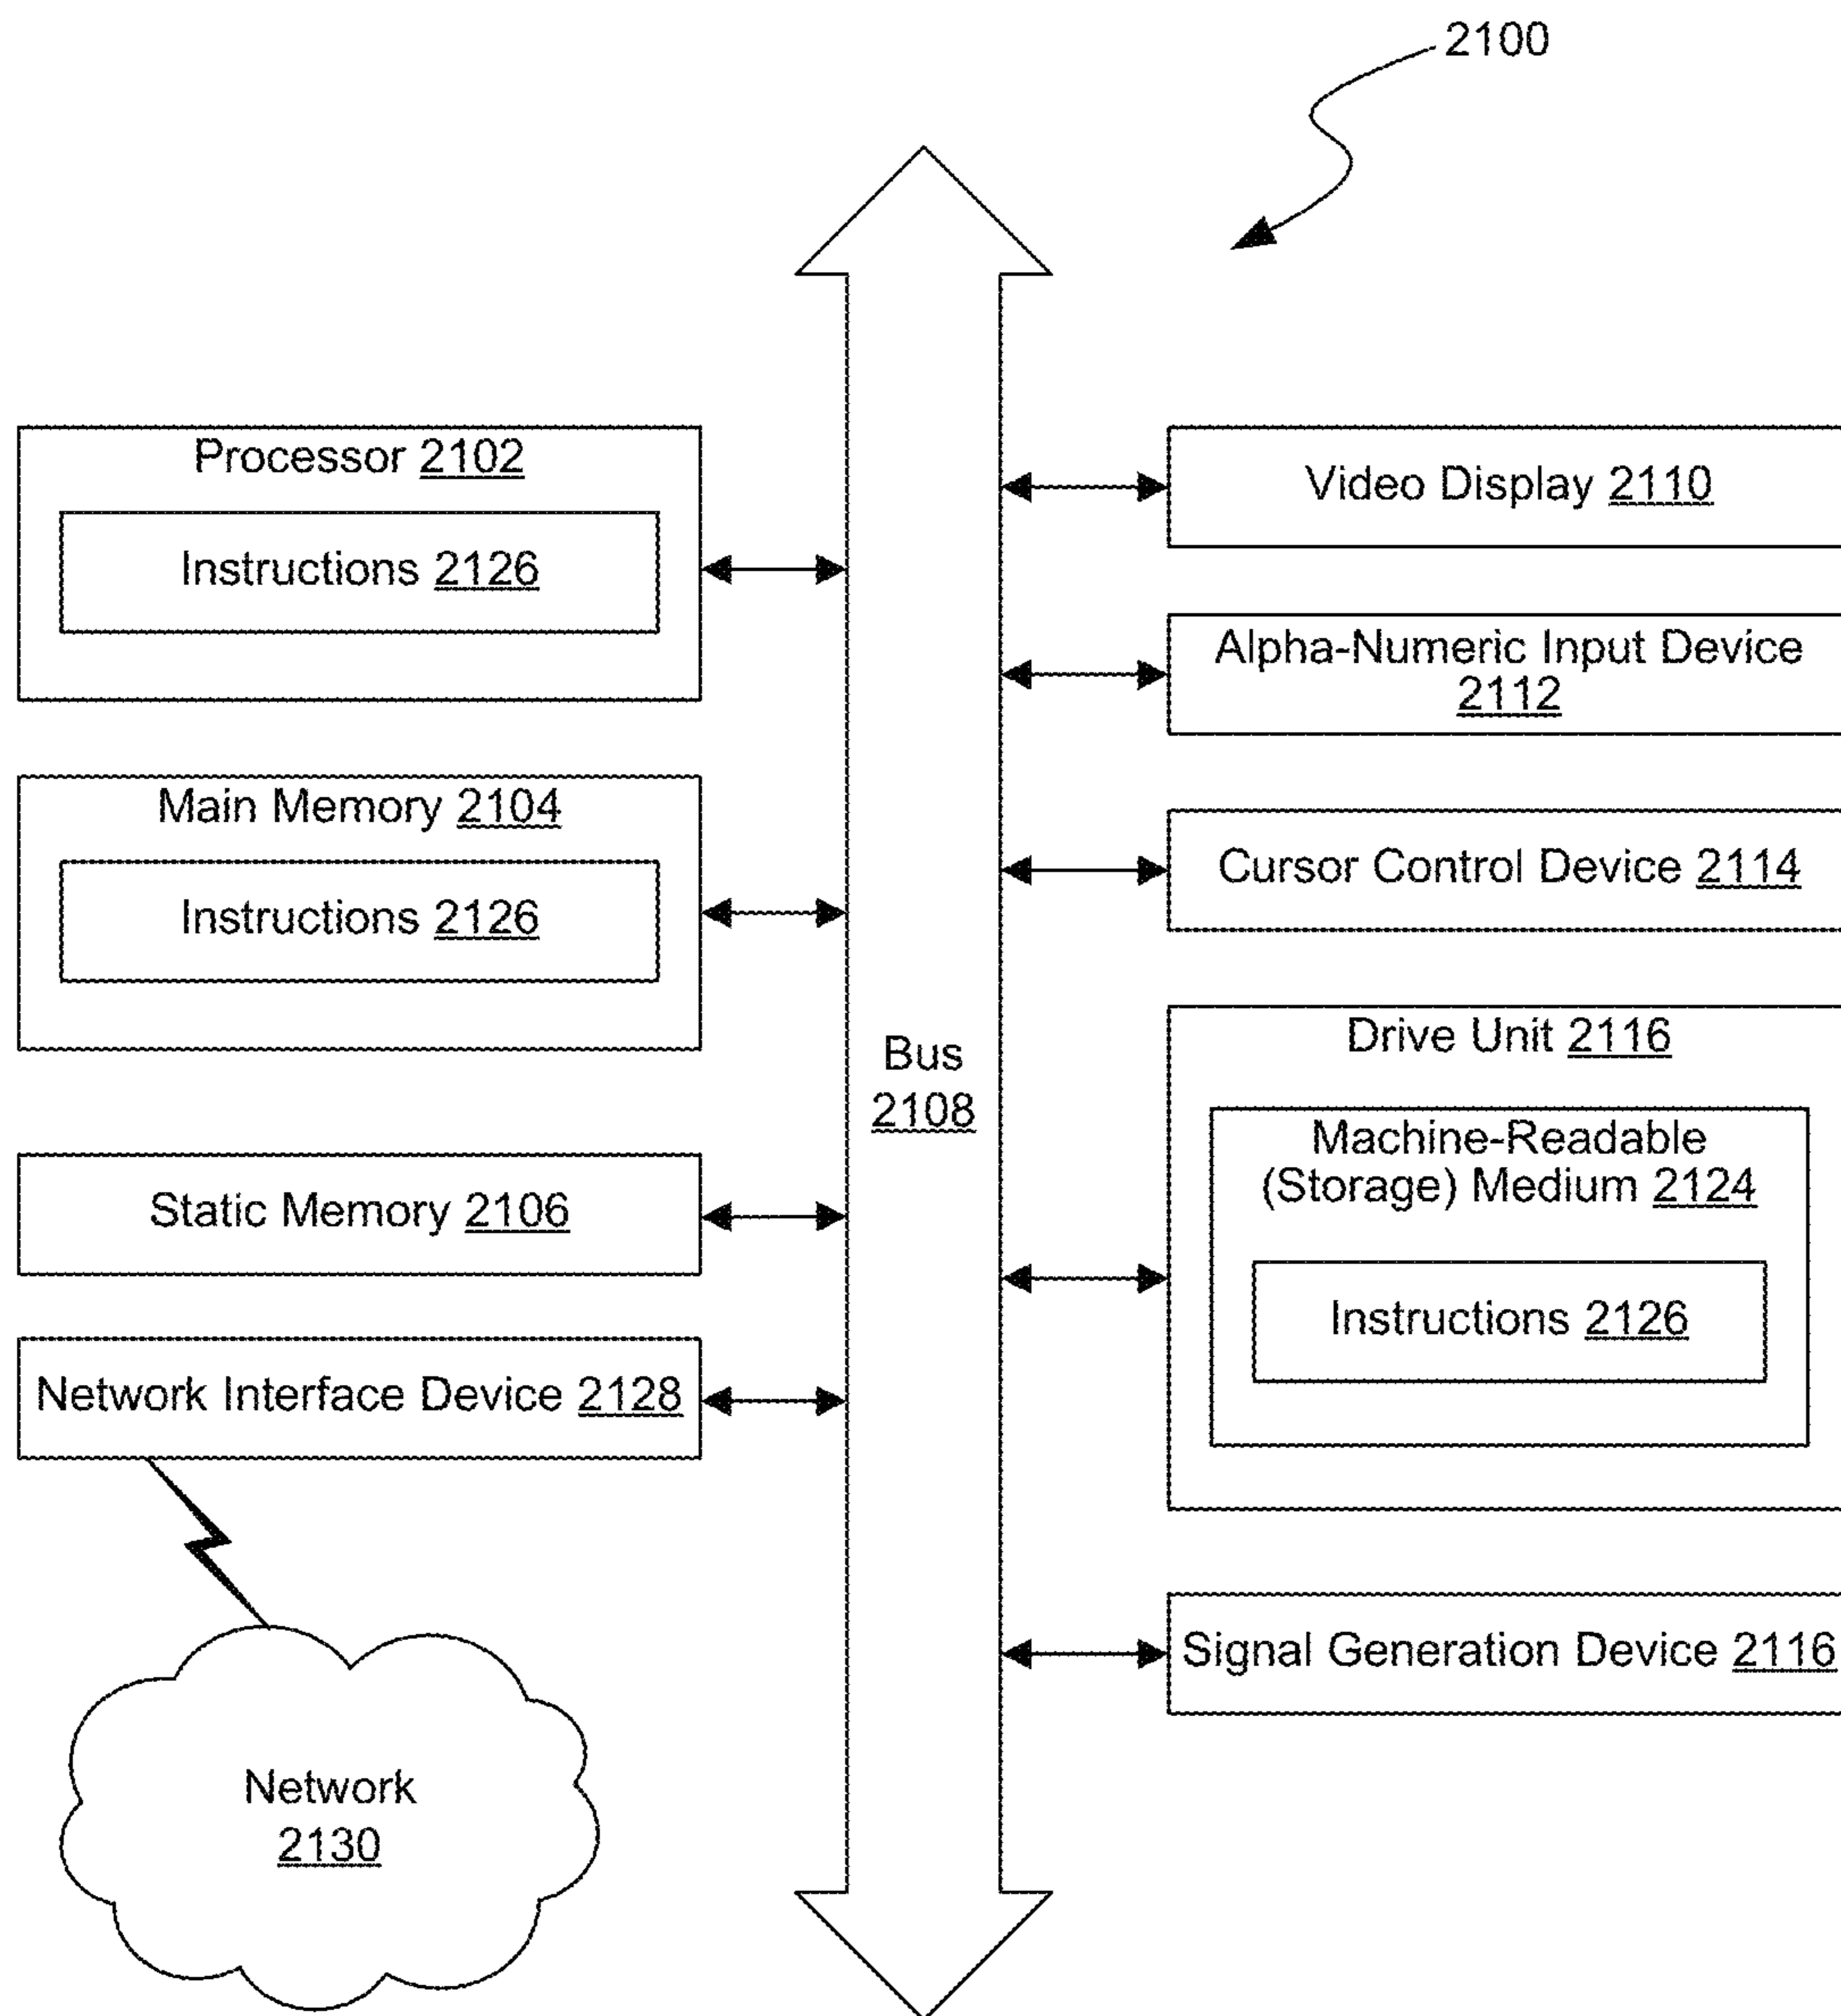 2100
Processor 2102
Instructions 2126
Main Memory 2104
Instructions 2126
Static Memory 2106
Network Interface Device 2128
Network
2130
Bus
2108
Video Display 2110
Alpha-Numeric Input Device
2112
Cursor Control Device 2114
Drive Unit 2116
Machine-Readable
(Storage) Medium 2124
Instructions 2126
Signal Generation Device 2116